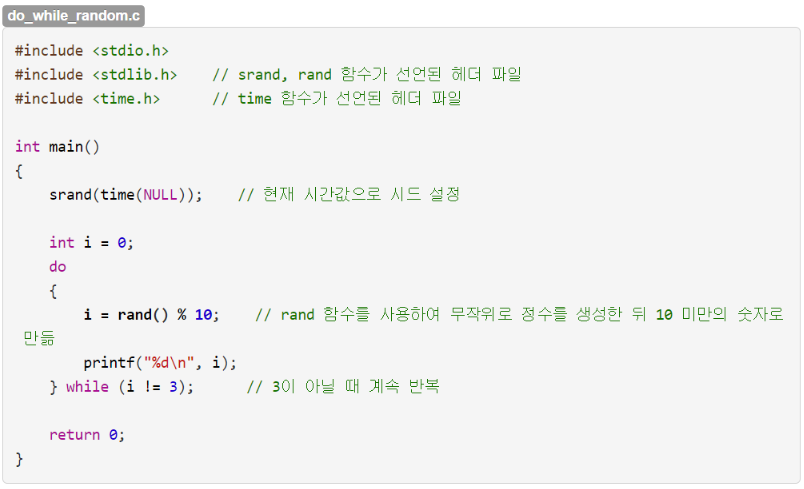 do_while_random.c
#include <stdio.h>
#include <stdlib.h>    // srand, rand 함수가 선언된 헤더 파일
#include <time.h>      // time 함수가 선언된 헤더 파일
int main()
{
    srand(time(NULL));    // 현재 시간값으로 시드 설정
    int i = 0;
    do
    {
        i = rand() % 10;    // rand 함수를 사용하여 무작위로 정수를 생성한 뒤 10 미만의 숫자로
만듦
        printf("%d\n", i);
    } while (i != 3);      // 3이 아닐 때 계속 반복
    return 0;
}